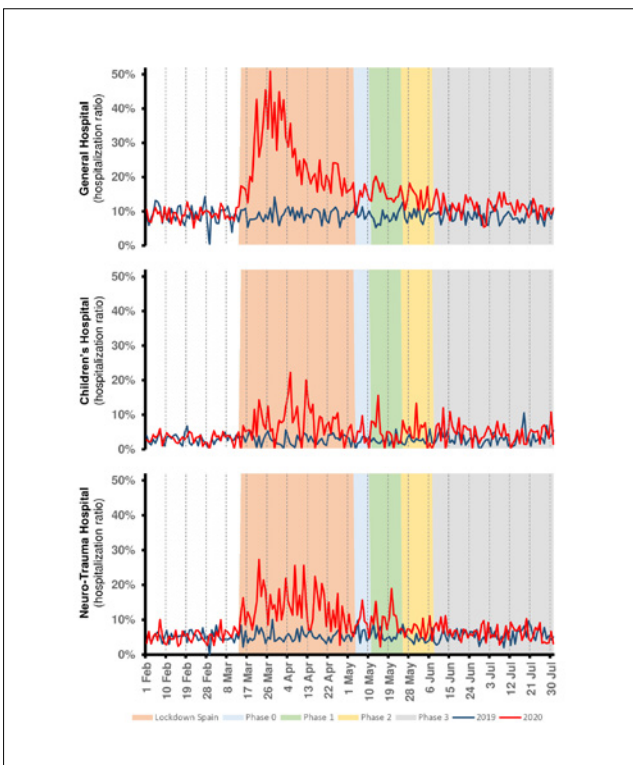 General Hospital
(hospitalization ratio)
50%
40%
30%
20%
10%
0%
Children's Hospital
(hospitalization ratio)
50%
40%
30%
20%
10%
0%
Neuro-Trauma Hospital
(hospitalization ratio)
50%
40%
30%
20%
10%
0%
1 Feb
10 Feb
19 Feb
28 Feb
8 Mar
17 Mar
26 Mar
4 Apr
13 Apr
22 Apr
1 May
10 May
19 May
28 May
6 Jun
15 Jun
24 Jun
3 Jul
12 Jul
21 Jul
30 Jul
Lockdown Spain Phase 0 Phase 1 Phase 2 Phase 3 2019 2020